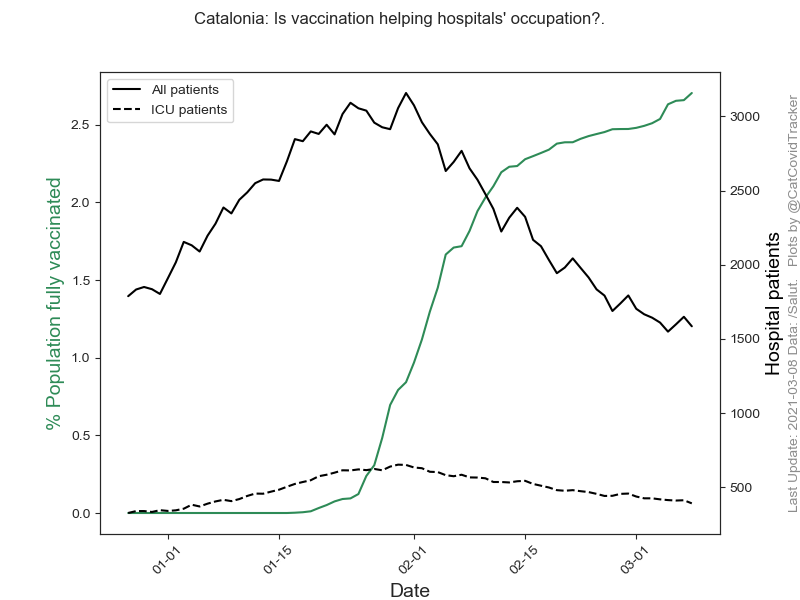 Catalonia: Is vaccination helping hospitals' occupation?.
All patients
ICU patients
% Population fully vaccinated
2.5
2.0
1.5
1.0
0.5
0.0
3000
2500
2000
1500
1000
500
Hospital patients
Last Update: 2021-03-08 Data: /Salut. Plots by @CatCovidTracker
01-01
01-15
02-01
02-15
03-01
Date